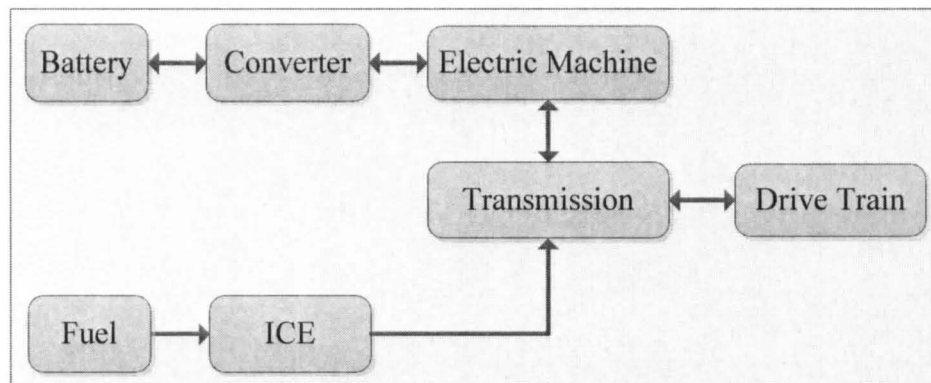 Battery
Converter
Electric Machine
Transmission
Drive Train
Fuel
ICE